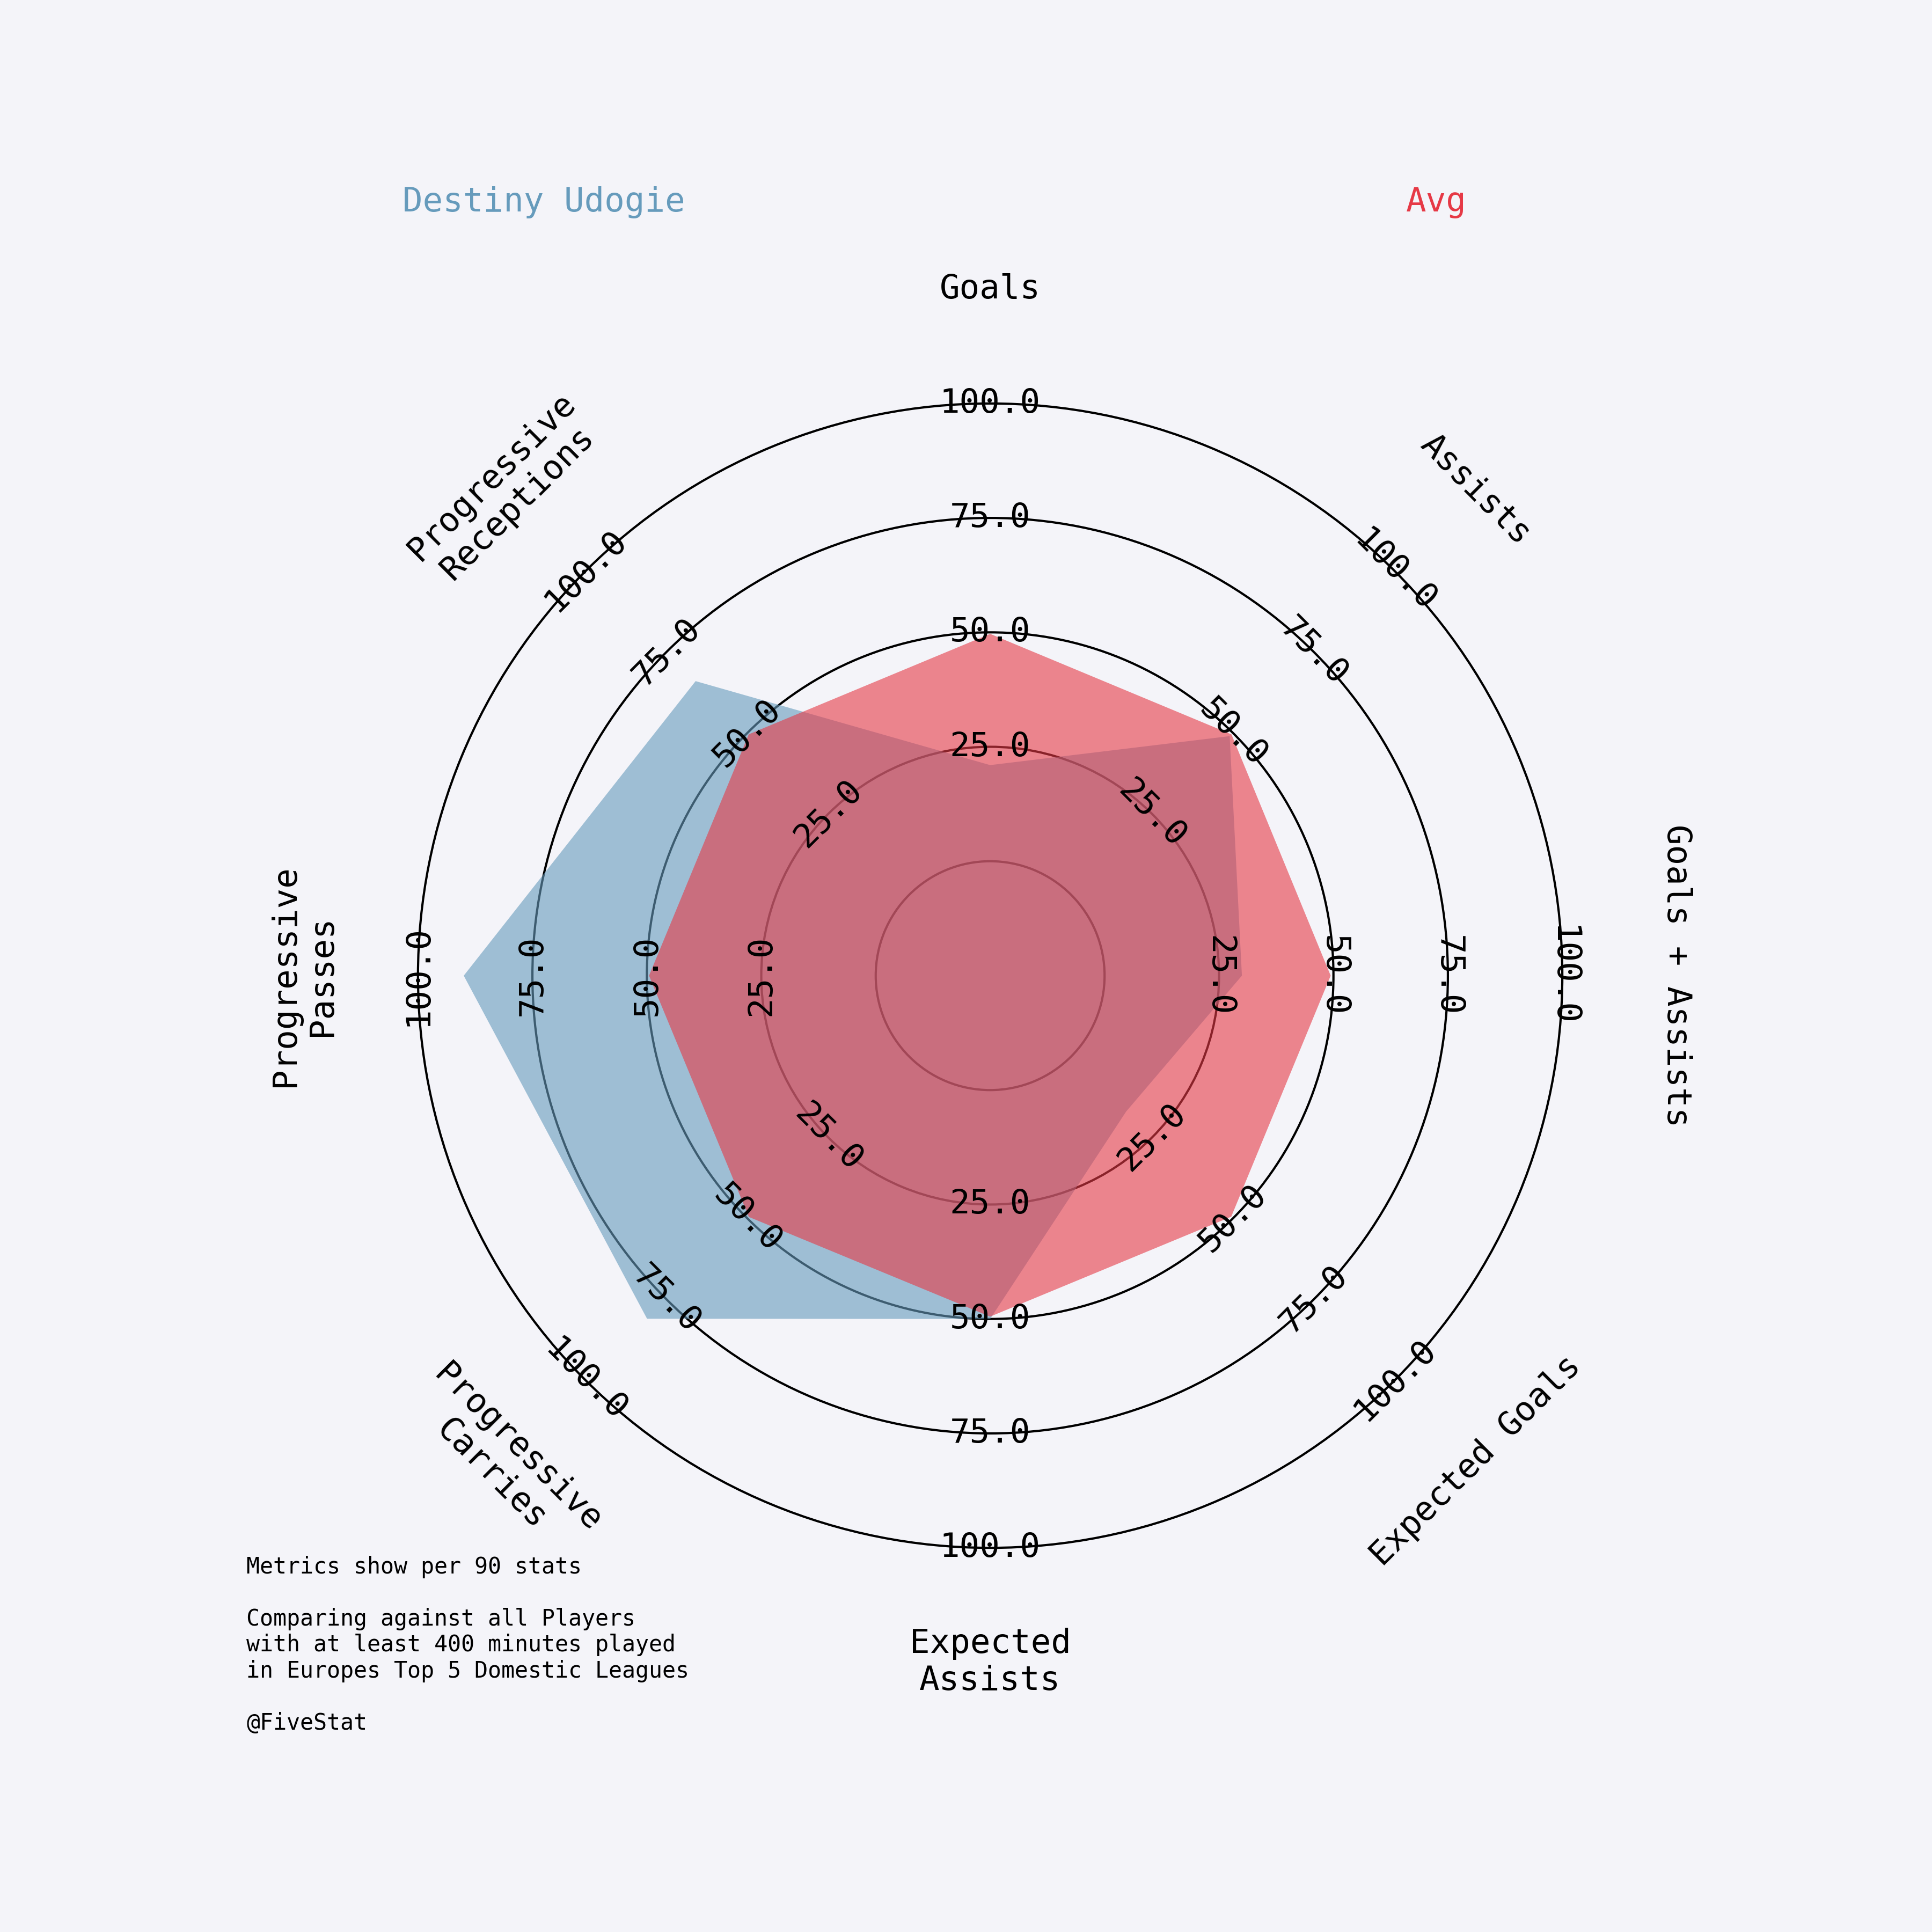 Destiny Udogie
Avg
Goals
Assists
Goals + Assists
Expected Goals
Expected
Assists
Progressive
Carries
Progressive
Passes
Progressive
Receptions
25.0
50.0
75.0
100.0
25.0
50.0
75.0
100.0
25.0
50.0
75.0
100.0
25.0
50.0
75.0
100.0
25.0
50.0
75.0
100.0
25.0
50.0
75.0
100.0
25.0
50.0
75.0
100.0
25.0
50.0
75.0
100.0
Metrics show per 90 stats
Comparing against all Players
with at least 400 minutes played
in Europes Top 5 Domestic Leagues
@FiveStat